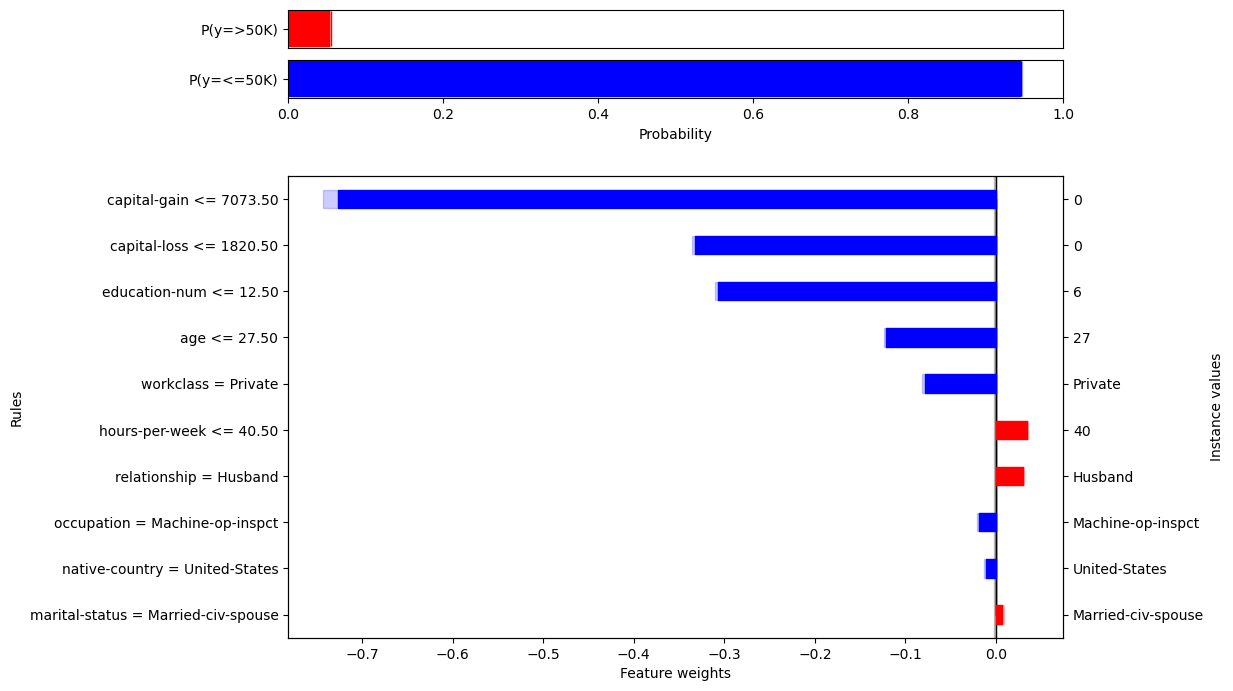 P(y=>50K)
P(y=<=50K)
0.0 0.2 0.4 0.6 0.8 1.0
Probability
capital-gain <= 7073.50 0
capital-loss <= 1820.50 0
education-num <= 12.50 6
age <= 27.50 27
workclass = Private Private
hours-per-week <= 40.50 40
relationship = Husband Husband
occupation = Machine-op-inspct Machine-op-inspct
native-country = United-States United-States
marital-status = Married-civ-spouse Married-civ-spouse
Rules
Instance values
−0.7 −0.6 −0.5 −0.4 −0.3 −0.2 −0.1 0.0
Feature weights